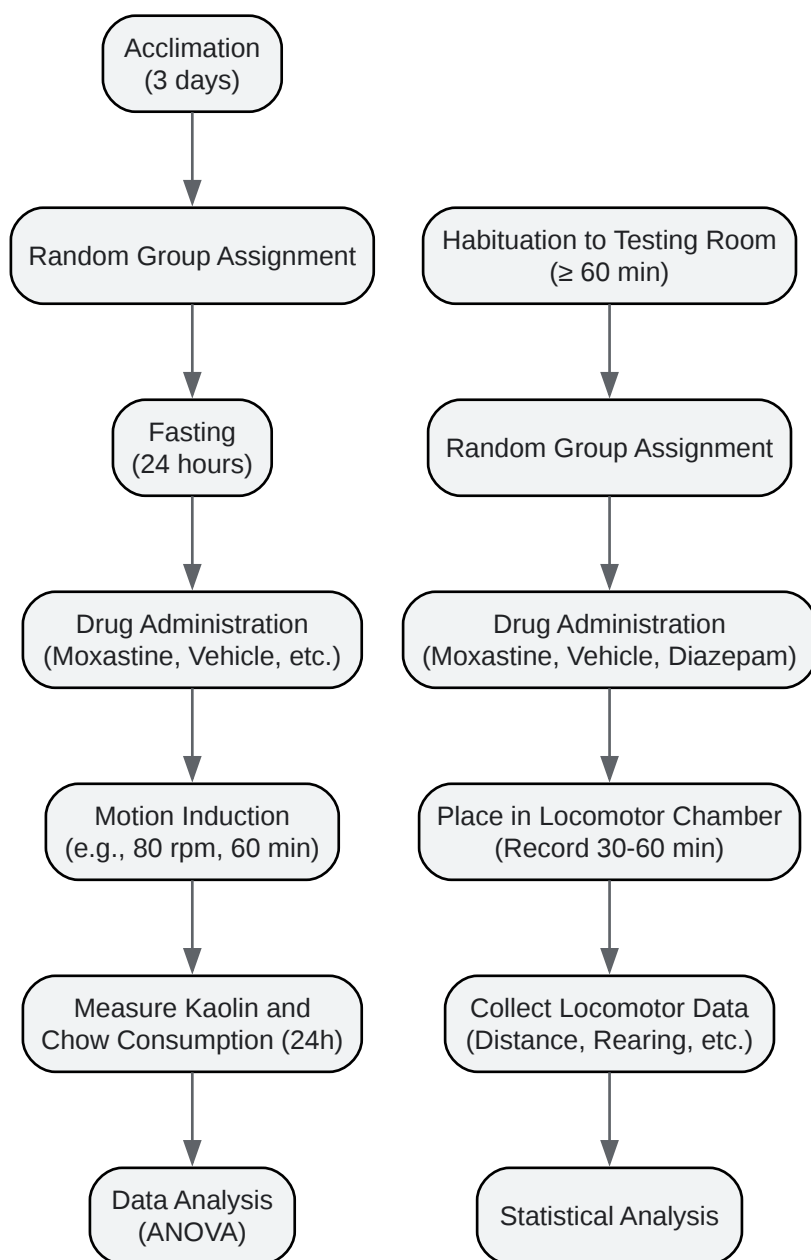 Acclimation
(3 days)
Random Group Assignment
Fasting
(24 hours)
Drug Administration
(Moxastine, Vehicle, etc.)
Motion Induction
(e.g., 80 rpm, 60 min)
Measure Kaolin and
Chow Consumption (24h)
Data Analysis
(ANOVA)
Habituation to Testing Room
(≥ 60 min)
Random Group Assignment
Drug Administration
(Moxastine, Vehicle, Diazepam)
Place in Locomotor Chamber
(Record 30-60 min)
Collect Locomotor Data
(Distance, Rearing, etc.)
Statistical Analysis